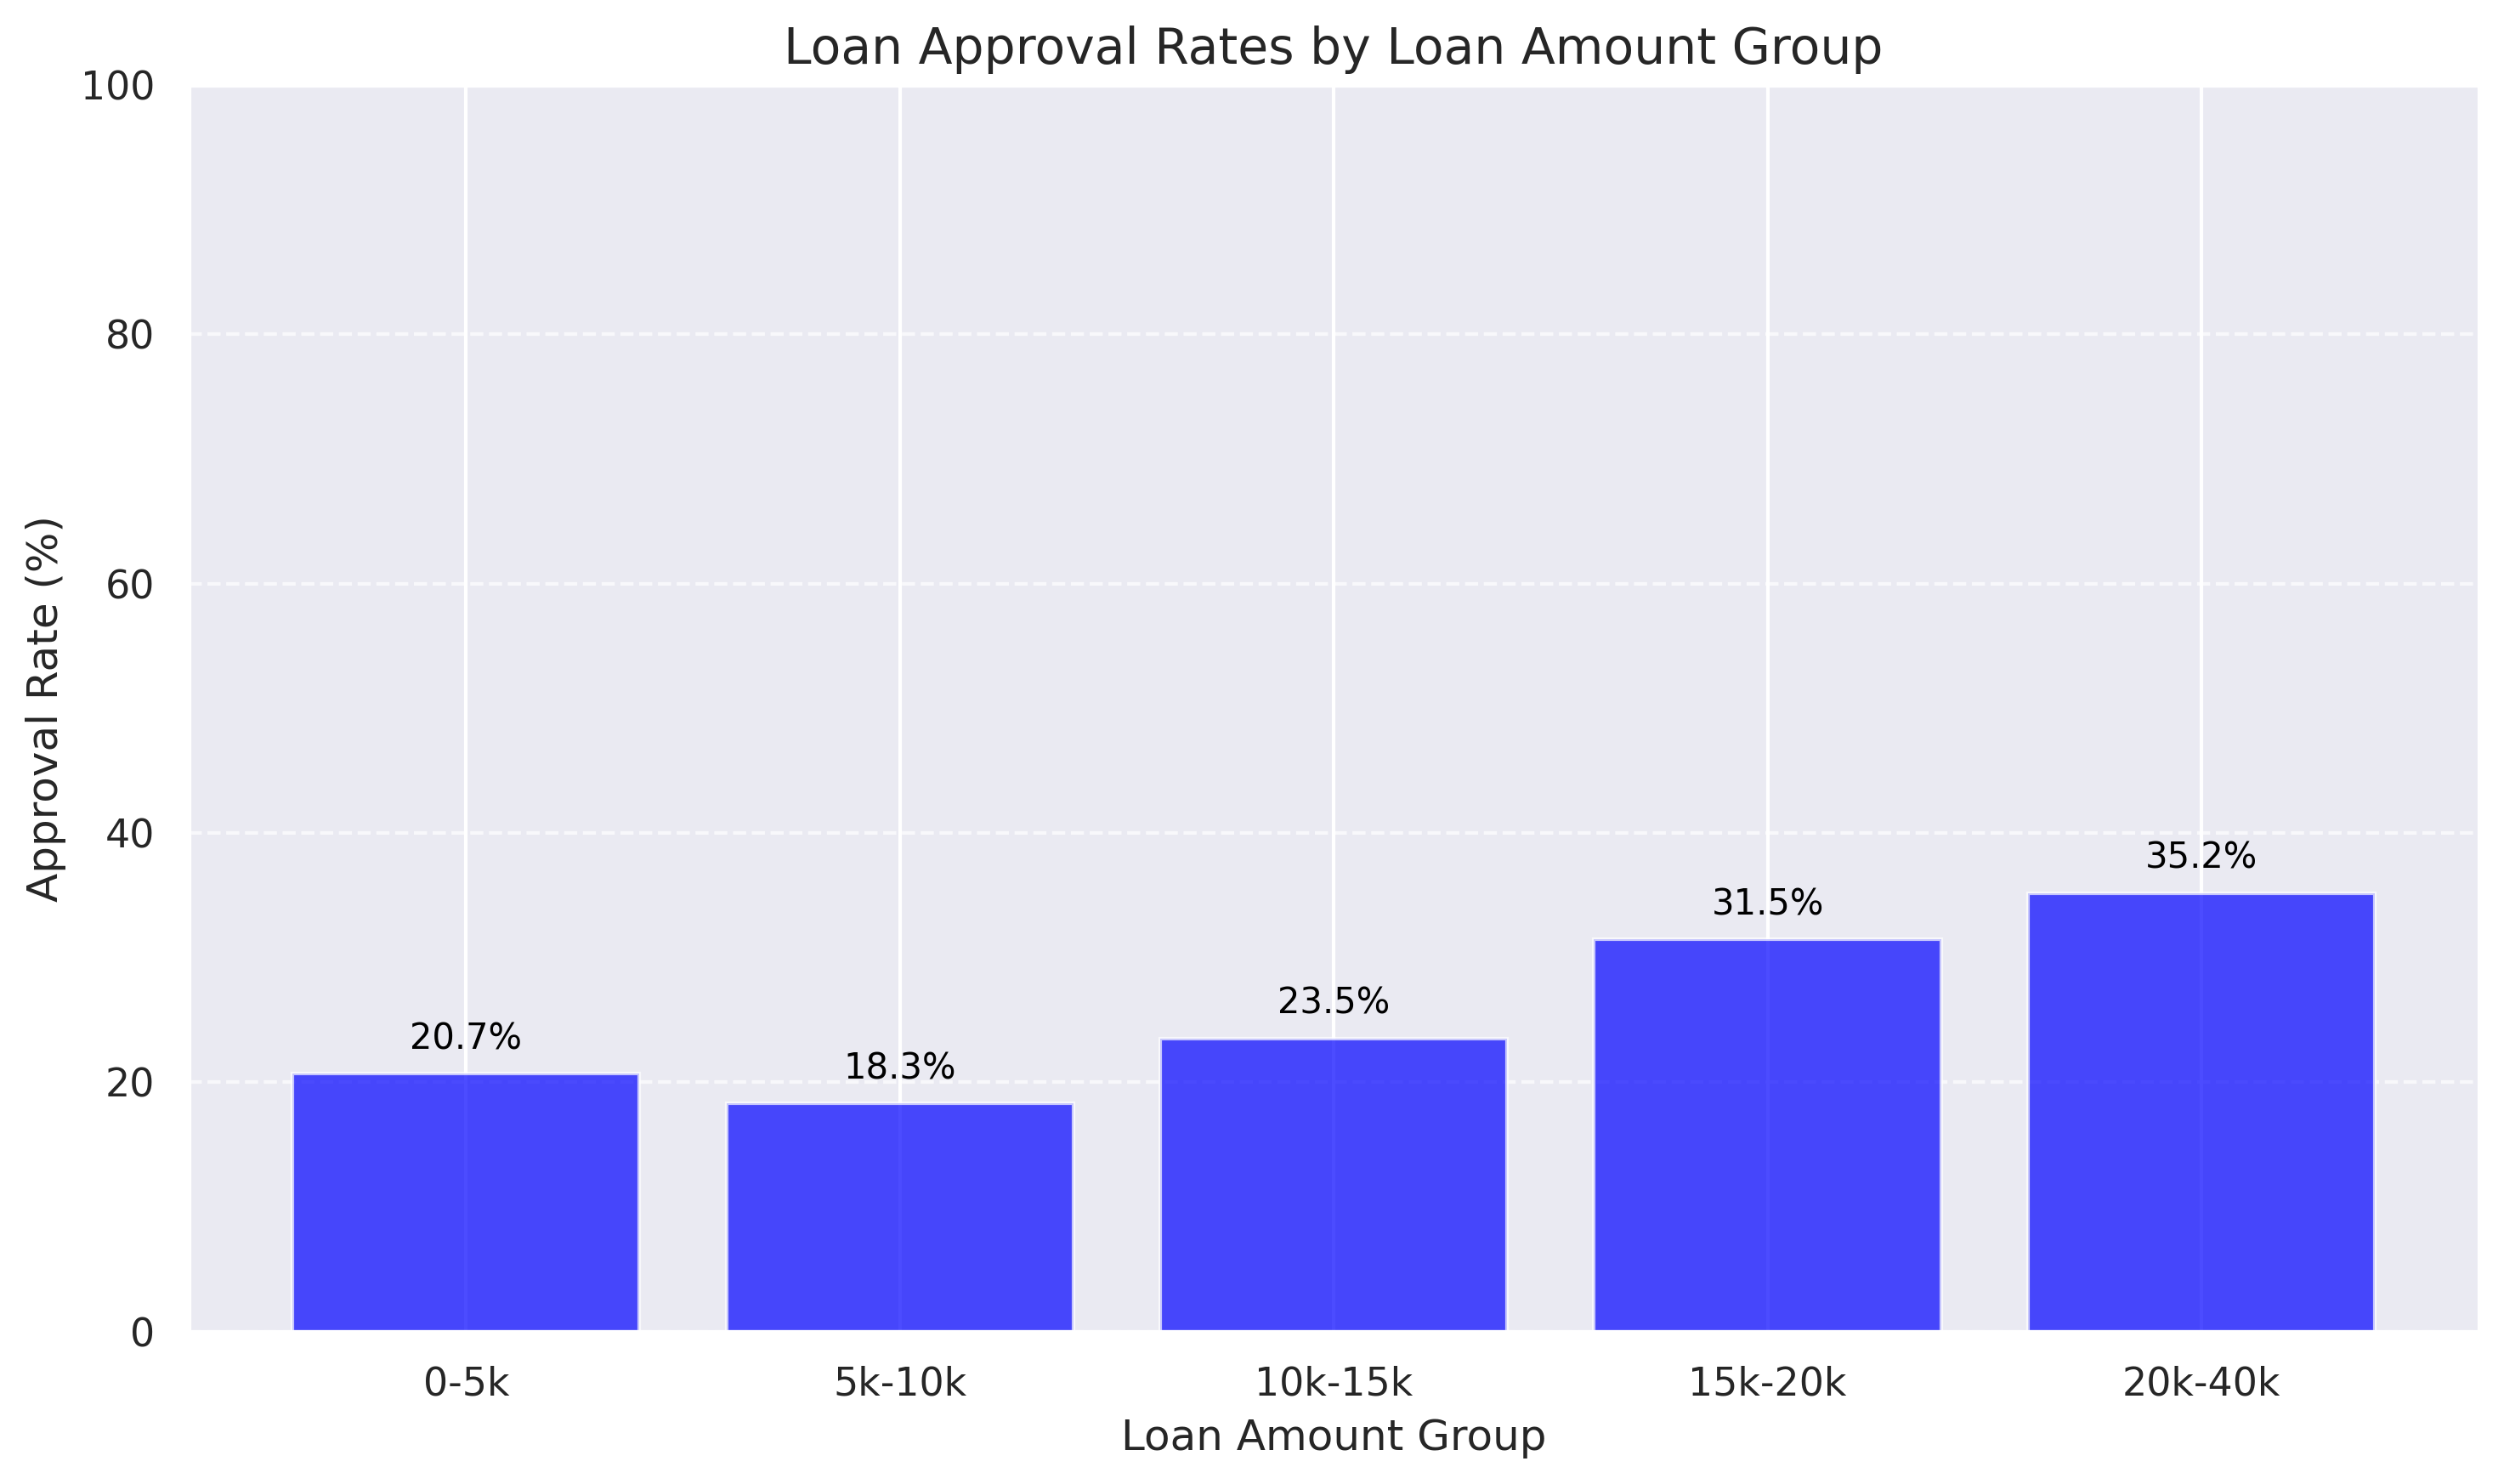 Loan Approval Rates by Loan Amount Group
100
80
60
40
20
0
Approval Rate (%)
20.7%
18.3%
23.5%
31.5%
35.2%
0-5k
5k-10k
10k-15k
15k-20k
20k-40k
Loan Amount Group